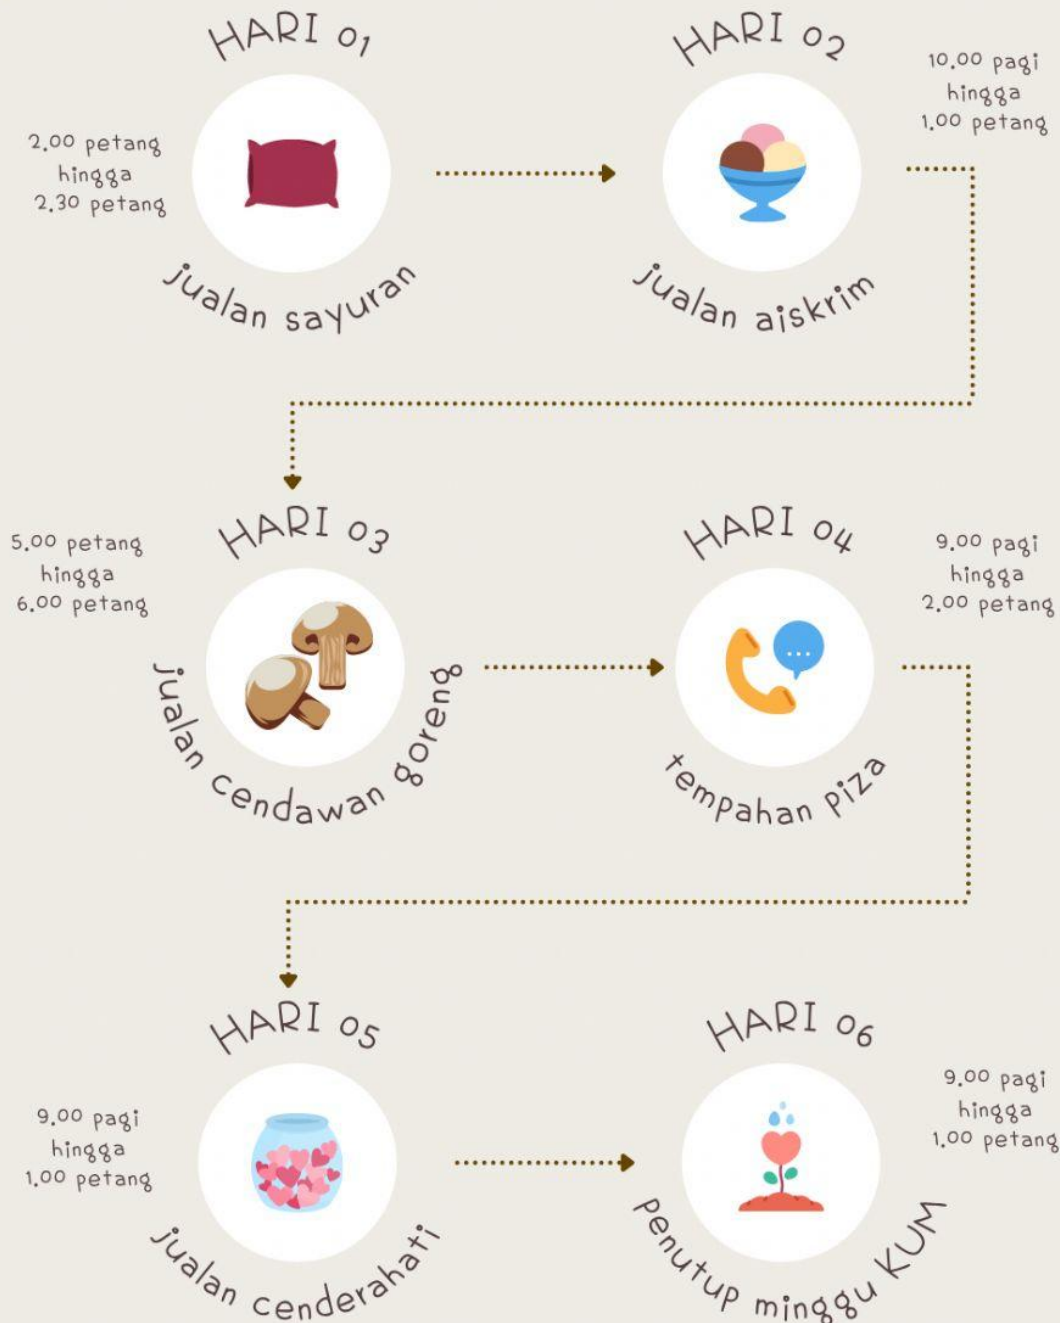 HARI 01
2.00 petang
hingga
2.30 petang
jualan sayuran
HARI 02
10.00 pagi
hingga
1.00 petang
jualan aiskrim
HARI 03
5.00 petang
hingga
6.00 petang
jualan cendawan goreng
HARI 04
9.00 pagi
hingga
2.00 petang
tempahan piza
HARI 05
9.00 pagi
hingga
1.00 petang
jualan cenderahati
HARI 06
9.00 pagi
hingga
1.00 petang
penutup minggu KUM